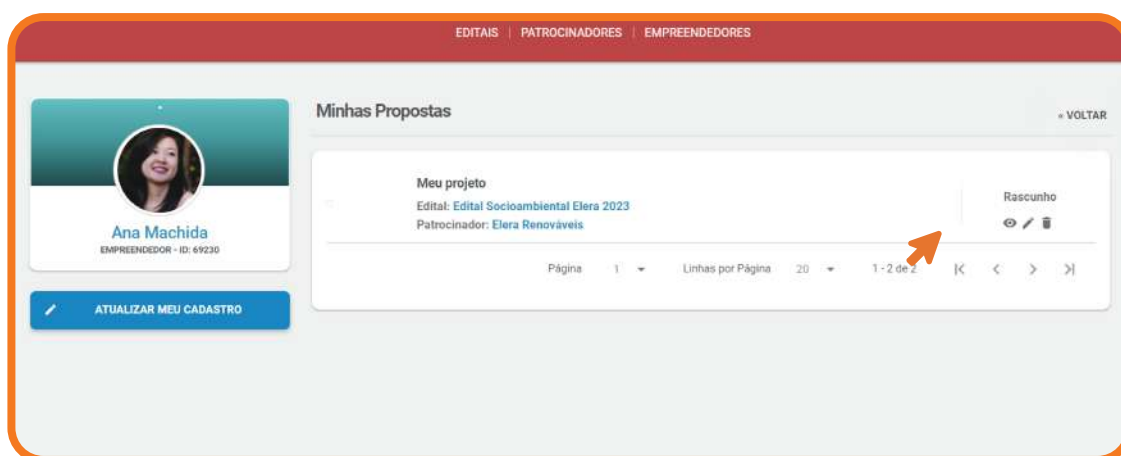 EDITAIS | PATROCINADORES | EMPREENDEDORES
Minhas Propostas
« VOLTAR
Meu projeto
Edital: Edital Socioambiental Elera 2023
Patrocinador: Elera Renováveis
Rascunho
Ana Machida
EMPREENDEDOR - ID: 69230
Página 1 Linhas por Página 20 1 - 2 de 2
ATUALIZAR MEU CADASTRO